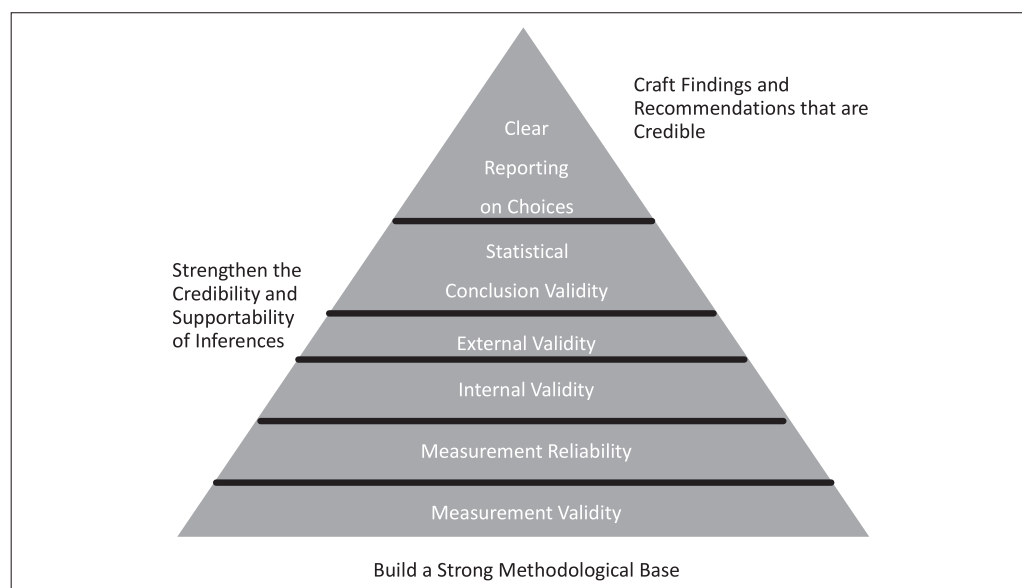 Craft Findings and
Recommendations that are
Credible
Clear
Reporting
on Choices
Statistical
Conclusion Validity
Strengthen the
Credibility and
Supportability
of Inferences
External Validity
Internal Validity
Measurement Reliability
Measurement Validity
Build a Strong Methodological Base